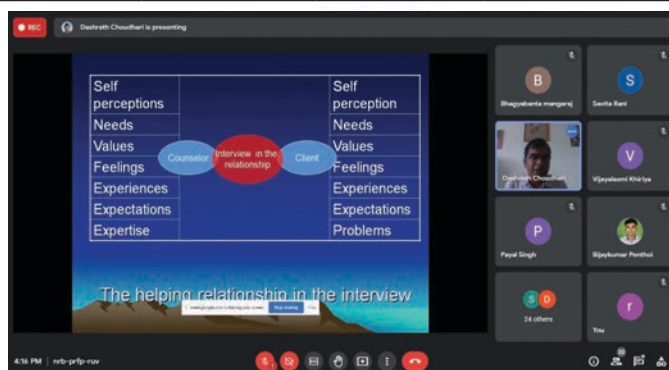 REC
Dashrath Choudhari is presenting
Self perceptions
Needs
Values
Feelings
Experiences
Expectations
Expertise
Counselor
Interview in the relationship
Client
Self perception
Needs
Values
Feelings
Experiences
Expectations
Problems
The helping relationship in the interview
Stop sharing
B
Bhagyabanta mangaraj
S
Savita Rani
Dashrath Choudhari
V
Vijayalaxmi Khiriya
P
Payal Singh
Bijaykumar Penthoi
S
D
24 others
r
You
4:16 PM | nrb-prfp-ruv